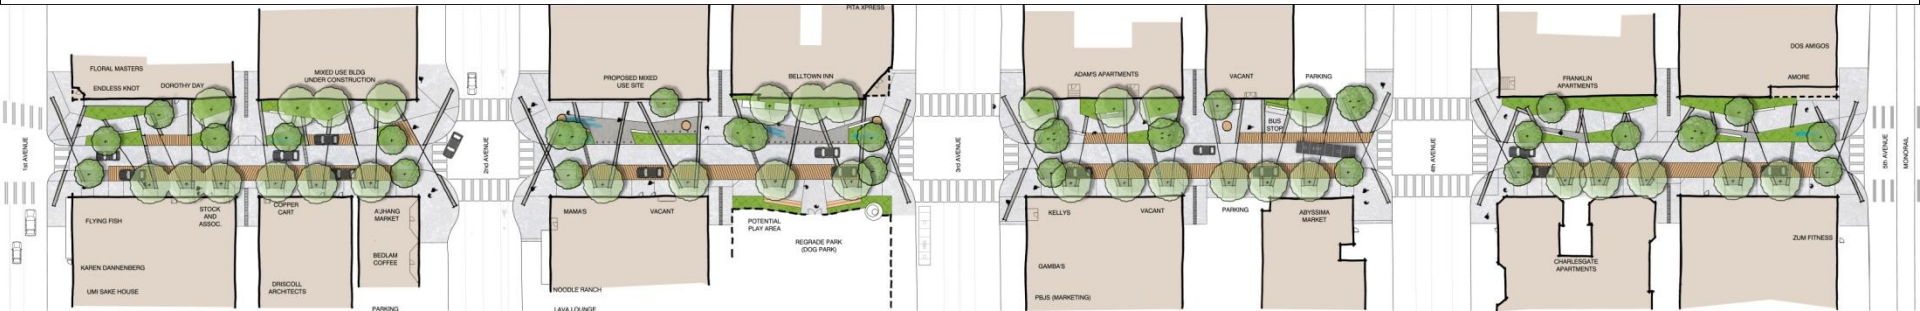 PITA XPRESS
FLORAL MASTERS
ENDLESS KNOT
DOROTHY DAY
MIXED USE BLDG
UNDER CONSTRUCTION
PROPOSED MIXED
USE SITE
BELLTOWN INN
ADAM'S APARTMENTS
VACANT
PARKING
BUS
STOP
FRANKLIN
APARTMENTS
DOS AMIGOS
AMORE
1st AVENUE
2nd AVENUE
3rd AVENUE
4th AVENUE
5th AVENUE
MONORAIL
FLYING FISH
STOCK
AND
ASSOC.
COPPER
CART
AUHANG
MARKET
BEDLAM
COFFEE
KAREN DANNENBERG
UMI SAKE HOUSE
DRISCOLL
ARCHITECTS
PARKING
MAMA'S
VACANT
NOODLE RANCH
LAVA LOUNGE
POTENTIAL
PLAY AREA
REGRADE PARK
(DOG PARK)
KELLYS
VACANT
PARKING
ABYSSIMA
MARKET
GAMBA'S
PBJS (MARKETING)
CHARLESGATE
APARTMENTS
ZUM FITNESS